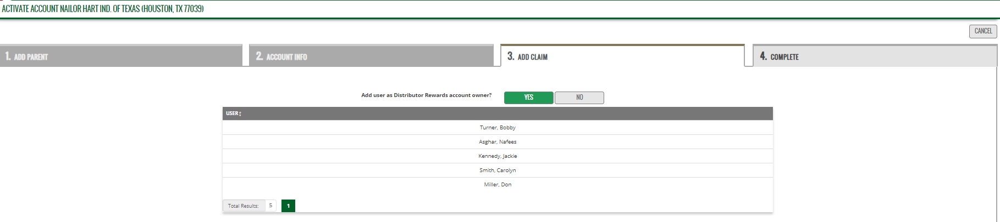 ACTIVATE ACCOUNT NAILOR HART IND. OF TEXAS (HOUSTON, TX 77039)
CANCEL
1. ADD PARENT
2. ACCOUNT INFO
3. ADD CLAIM
4. COMPLETE
Add user as Distributor Rewards account owner? YES NO
USER↕
Turner, Bobby
Asghar, Nafees
Kennedy, Jackie
Smith, Carolyn
Miller, Don
Total Results: 5 1